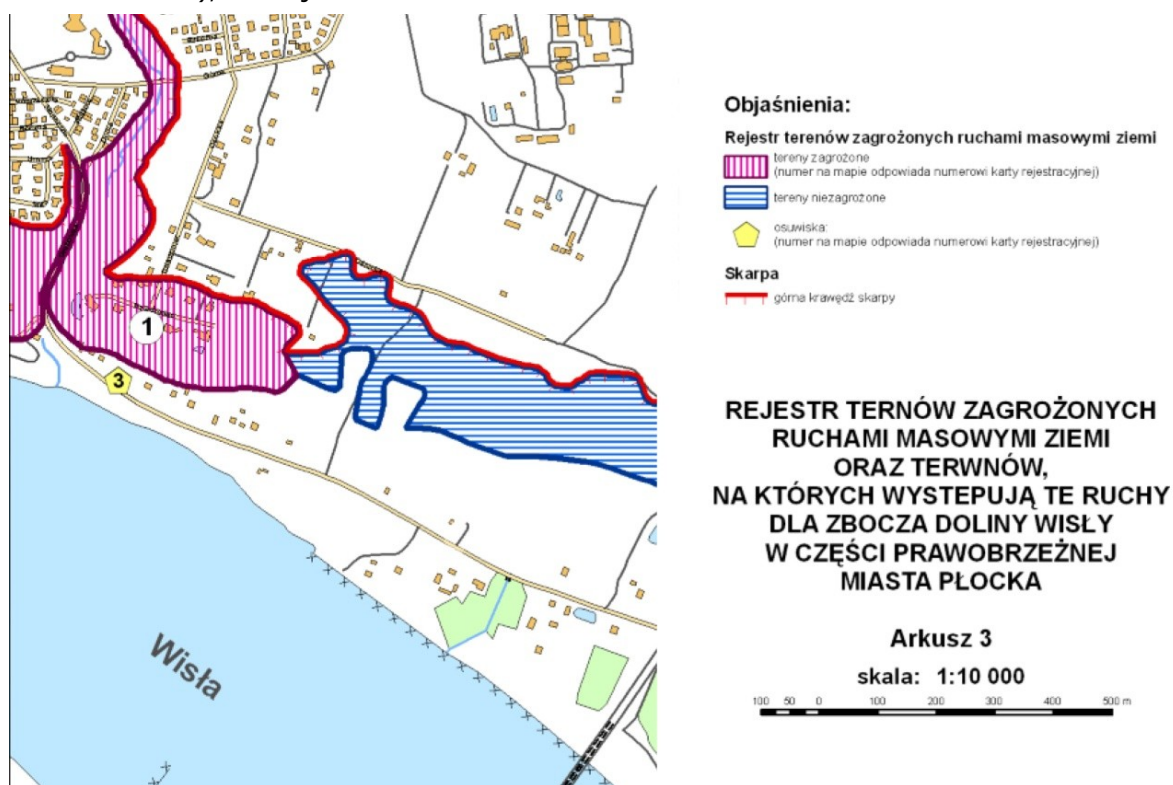 1
3
Wisła
Objaśnienia:
Rejestr terenów zagrożonych ruchami masowymi ziemi
tereny zagrożone
(numer na mapie odpowiada numerowi karty rejestracyjnej)
tereny niezagrożone
osuwiska:
(numer na mapie odpowiada numerowi karty rejestracyjnej)
Skarpa
górna krawędź skarpy
REJESTR TERNÓW ZAGROŻONYCH
RUCHAMI MASOWYMI ZIEMI
ORAZ TERWNÓW,
NA KTÓRYCH WYSTEPUJĄ TE RUCHY
DLA ZBOCZA DOLINY WISŁY
W CZĘŚCI PRAWOBRZEŻNEJ
MIASTA PŁOCKA
Arkusz 3
skala: 1:10 000
100 50 0 100 200 300 400 500 m